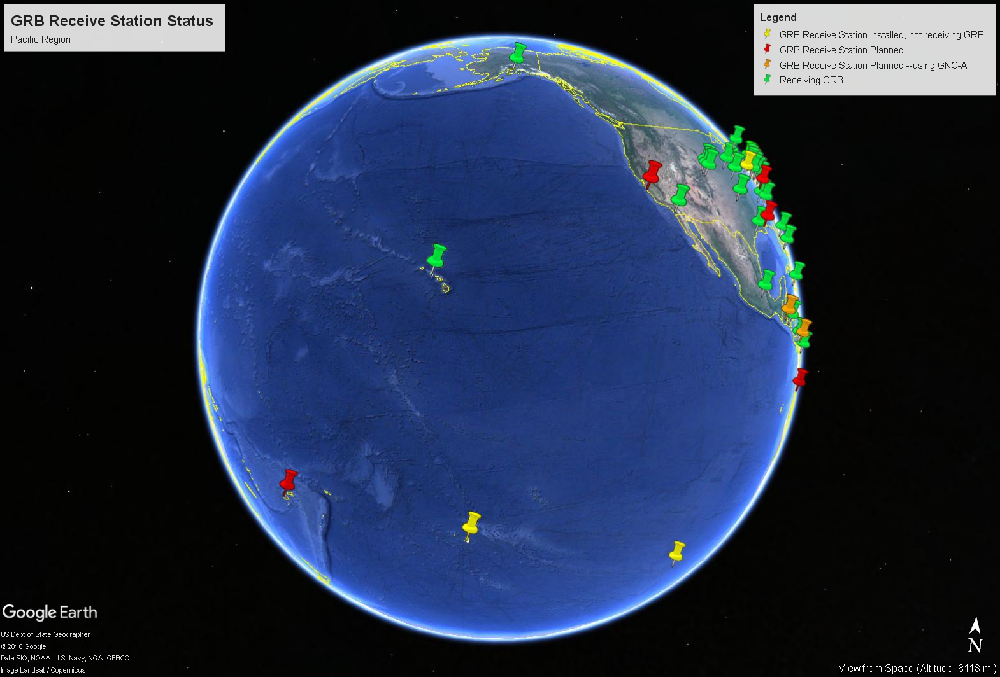 GRB Receive Station Status
Pacific Region
Legend
GRB Receive Station installed, not receiving GRB
GRB Receive Station Planned
GRB Receive Station Planned --using GNC-A
Receiving GRB
Google Earth
US Dept of State Geographer
©2018 Google
Data SIO, NOAA, U.S. Navy, NGA, GEBCO
Image Landsat / Copernicus
N
View from Space (Altitude: 8118 mi)